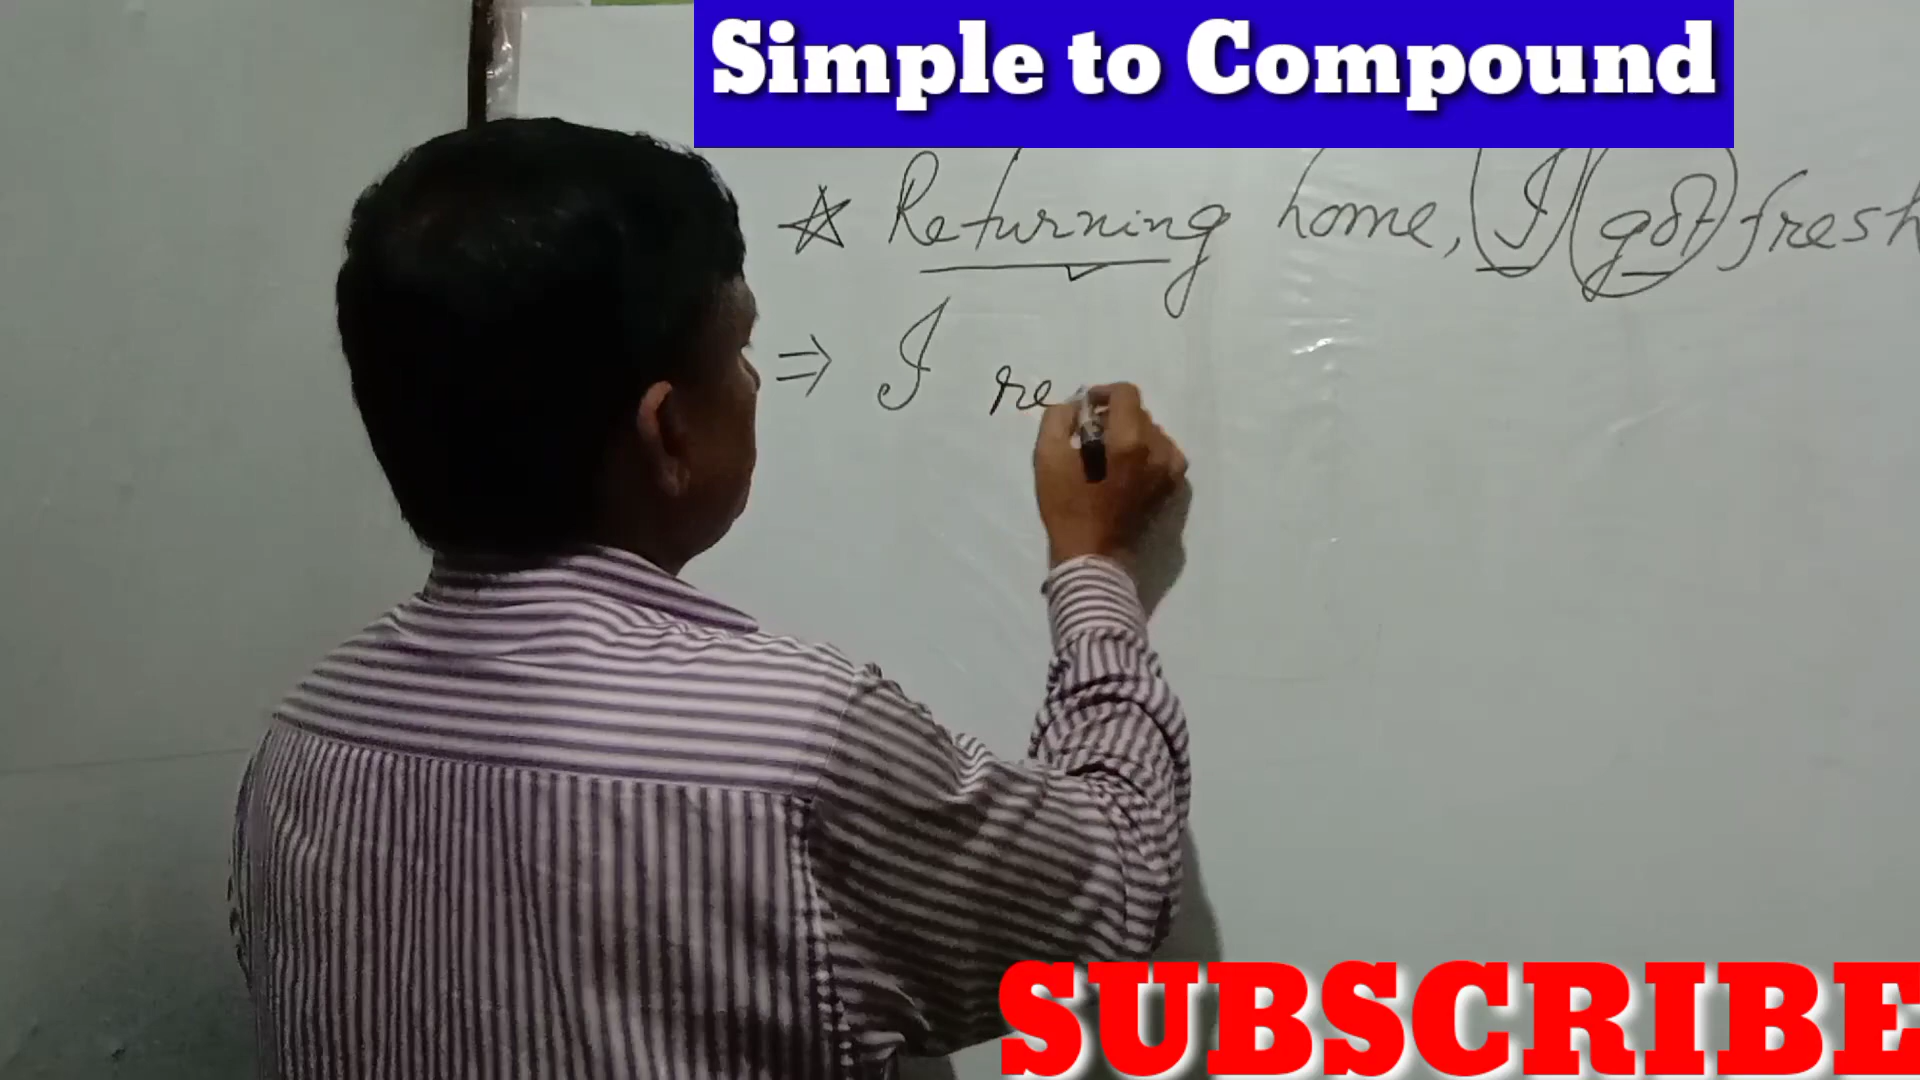 Simple to Compound
☆ Returning home, I got fresh
⇒ I re
SUBSCRIBE